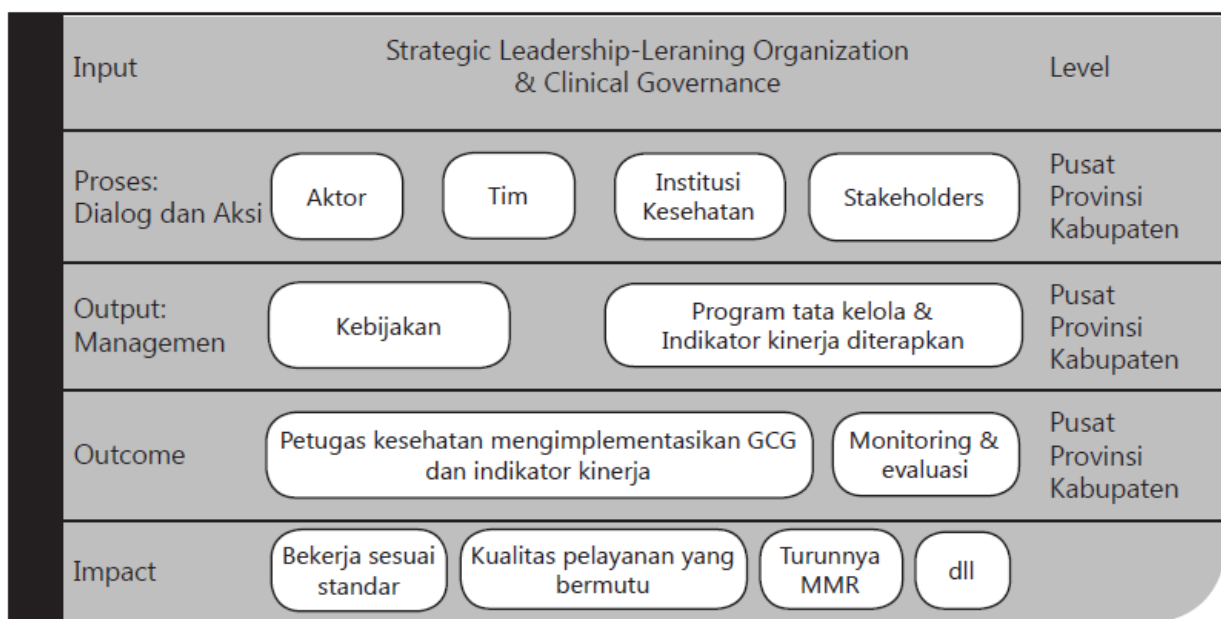 Input
Strategic Leadership-Leraning Organization
& Clinical Governance
Level
Proses:
Dialog dan Aksi
Aktor
Tim
Institusi
Kesehatan
Stakeholders
Pusat
Provinsi
Kabupaten
Output:
Managemen
Kebijakan
Program tata kelola &
Indikator kinerja diterapkan
Pusat
Provinsi
Kabupaten
Outcome
Petugas kesehatan mengimplementasikan GCG
dan indikator kinerja
Monitoring &
evaluasi
Pusat
Provinsi
Kabupaten
Impact
Bekerja sesuai
standar
Kualitas pelayanan yang
bermutu
Turunnya
MMR
dll